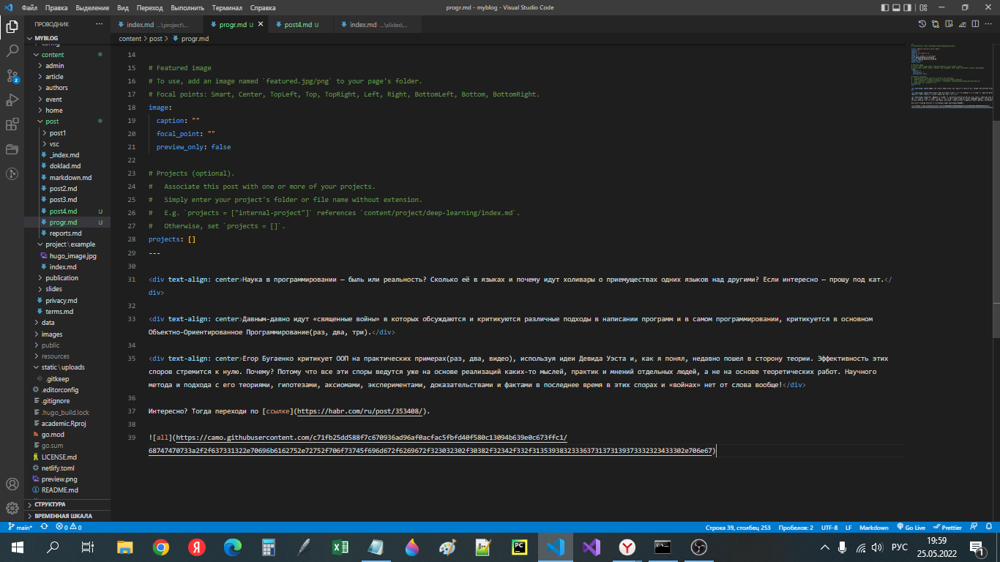 Файл Правка Выделение Вид Переход Выполнить Терминал Справка
progr.md - myblog - Visual Studio Code
ПРОВОДНИК
index.md ...\project\...
progr.md U
post4.md U
index.md ...\slides\...
content > post > progr.md
MYBLOG
config
content
admin
article
authors
event
home
post
post1
vsc
_index.md
doklad.md
markdown.md
post2.md
post3.md
post4.md U
progr.md U
reports.md
project\example
hugo_image.jpg
index.md
publication
slides
privacy.md
terms.md
data
images
public
resources
static\uploads
.gitkeep
.editorconfig
.gitignore
.hugo_build.lock
academic.Rproj
go.mod
go.sum
LICENSE.md
netlify.toml
preview.png
README.md
СТРУКТУРА
ВРЕМЕННАЯ ШКАЛА
2
14
15 # Featured image
16 # To use, add an image named `featured.jpg/png` to your page's folder.
17 # Focal points: Smart, Center, TopLeft, Top, TopRight, Left, Right, BottomLeft, Bottom, BottomRight.
18 image:
19 caption: ""
20 focal_point: ""
21 preview_only: false
22
23 # Projects (optional).
24 # Associate this post with one or more of your projects.
25 # Simply enter your project's folder or file name without extension.
26 # E.g. `projects = ["internal-project"]` references `content/project/deep-learning/index.md`.
27 # Otherwise, set `projects = []`.
28 projects: []
29 ---
30
31 <div text-align: center>Наука в программировании — быль или реальность? Сколько её в языках и почему идут холивары о приемуществах одних языков над другими? Если интересно — прошу под кат.</
div>
32
33 <div text-align: center>Давным-давно идут «священные войны» в которых обсуждаются и критикуются различные подходы в написании программ и в самом программировании, критикуется в основном
Объектно-Ориентированное Программирование(раз, два, три).</div>
34
35 <div text-align: center>Егор Бугаенко критикует ООП на практических примерах(раз, два, видео), используя идеи Девида Уэста и, как я понял, недавно пошел в сторону теории. Эффективность этих
споров стремится к нулю. Почему? Потому что все эти споры ведутся уже на основе реализаций каких-то мыслей, практик и мнений отдельных людей, а не на основе теоретических работ. Научного
метода и подхода с его теориями, гипотезами, аксиомами, экспериментами, доказательствами и фактами в последнее время в этих спорах и «войнах» нет от слова вообще!</div>
36
37 Интересно? Тогда переходи по [ссылке](https://habr.com/ru/post/353408/).
38
39 ![all](https://camo.githubusercontent.com/c71fb25dd588f7c670936ad96af0acfac5fbfd40f580c13094b639e0c673ffc1/
68747470733a2f2f637331322e70696b6162752e72752f706f73745f696d672f6269672f323032302f30382f32342f332f313539383233363731373139373332323433302e706e67)
main* 0 0
Строка 39, столбец 253 Пробелов: 2 UTF-8 LF Markdown Go Live Prettier
РУС
19:59
25.05.2022
1